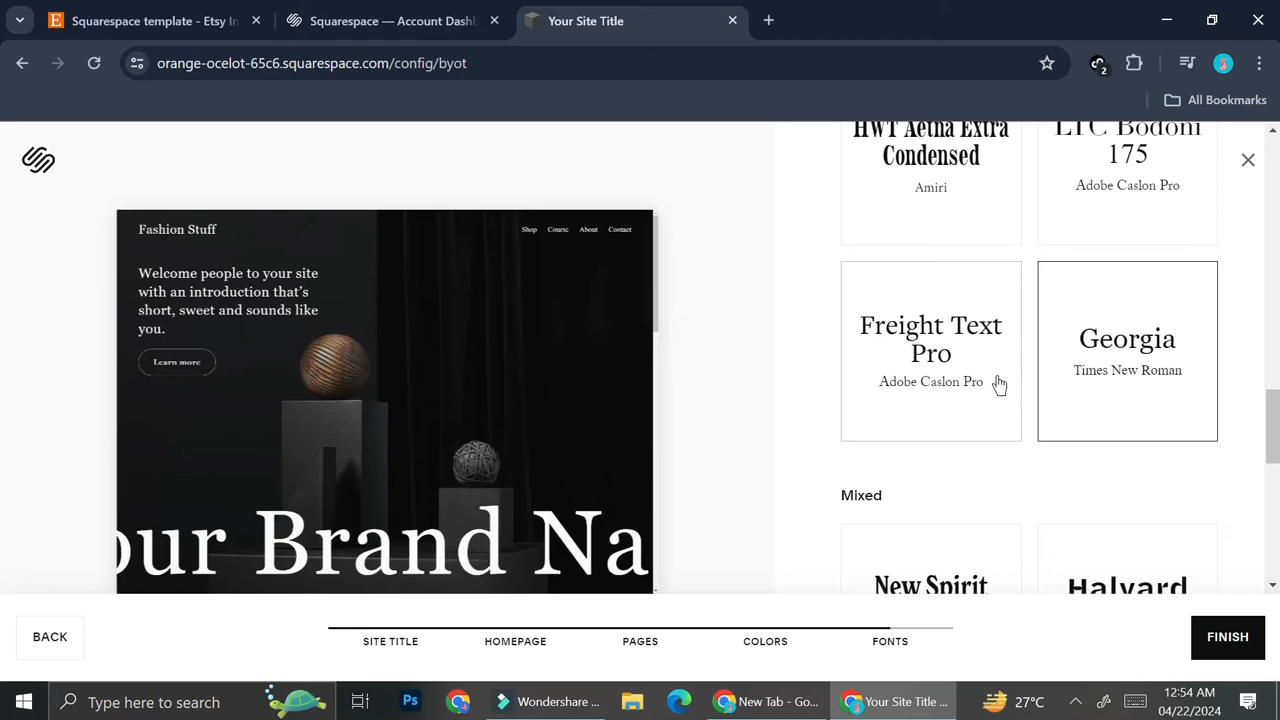 Squarespace template - Etsy In
Squarespace — Account Dashb
Your Site Title
orange-ocelot-65c6.squarespace.com/config/byot
2
All Bookmarks
HWT Aetna Extra
Condensed
Amiri
LTC Bodoni
175
Adobe Caslon Pro
Fashion Stuff
Shop
Course
About
Contact
Welcome people to your site
with an introduction that's
short, sweet and sounds like
you.
Learn more
our Brand Na
Freight Text
Pro
Adobe Caslon Pro
Georgia
Times New Roman
Mixed
New Spirit
Halyard
BACK
SITE TITLE
HOMEPAGE
PAGES
COLORS
FONTS
FINISH
Type here to search
Ps
Wondershare ...
New Tab - Go...
Your Site Title ...
27°C
12:54 AM
04/22/2024